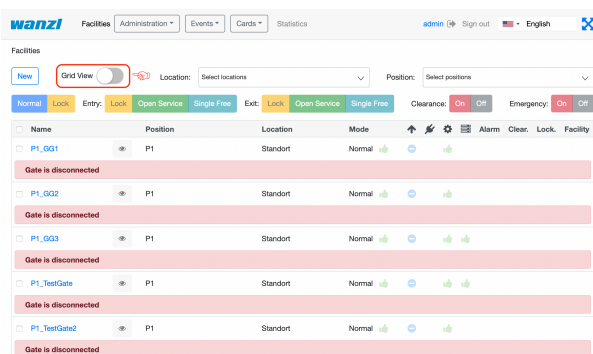 wanzl Facilities Administration Events Cards Statistics admin Sign out English
Facilities
New Grid View Location: Select locations Position: Select positions
Normal Lock Entry: Lock Open Service Single Free Exit: Lock Open Service Single Free Clearance: On Off Emergency: On Off
Name Position Location Mode Alarm Clear. Lock. Facility
P1_GG1 P1 Standort Normal
Gate is disconnected
P1_GG2 P1 Standort Normal
Gate is disconnected
P1_GG3 P1 Standort Normal
Gate is disconnected
P1_TestGate P1 Standort Normal
Gate is disconnected
P1_TestGate2 P1 Standort Normal
Gate is disconnected